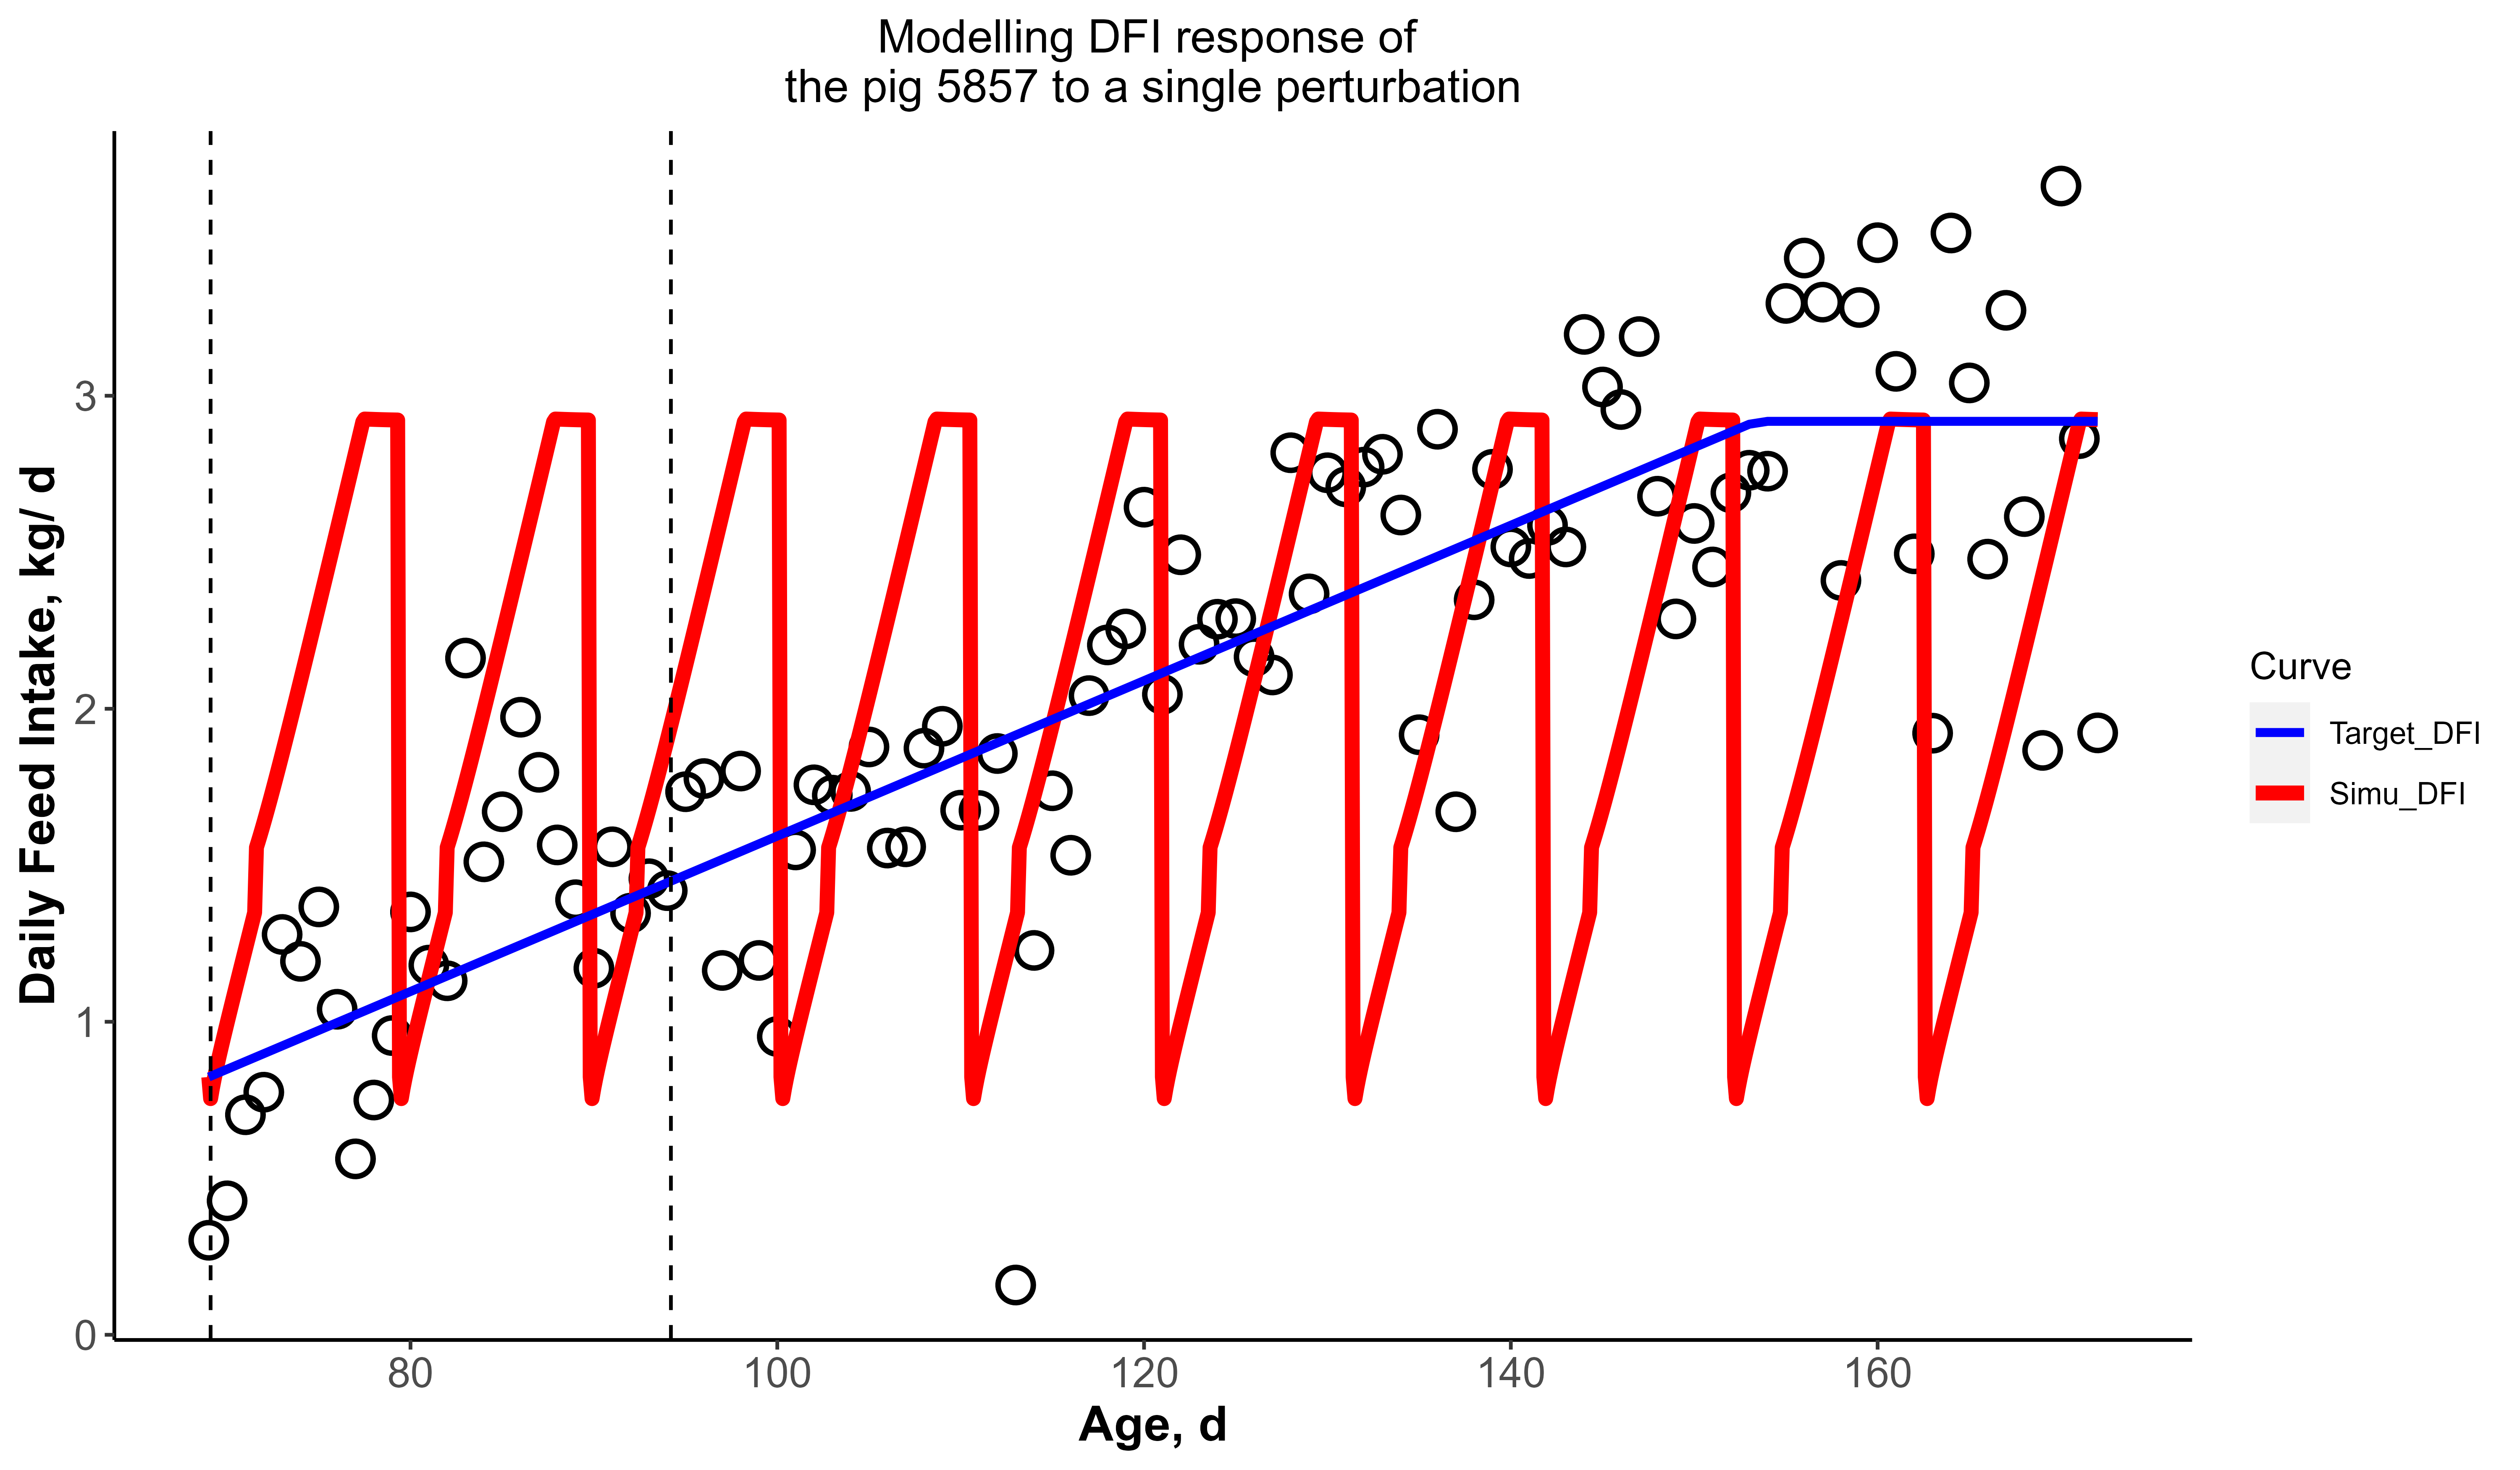 Modelling DFI response of
the pig 5857 to a single perturbation
Daily Feed Intake, kg/ d
3
2
1
0
80
100
120
140
160
Age, d
Curve
Target_DFI
Simu_DFI